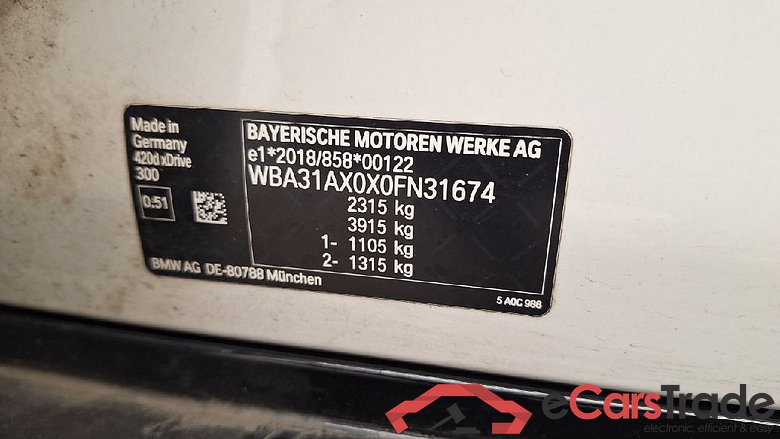 Made in
Germany
420d xDrive
300
0.51
BMW AG DE-80788 München
BAYERISCHE MOTOREN WERKE AG
e1*2018/858*00122
WBA31AX0X0FN31674
2315 kg
3915 kg
1- 1105 kg
2- 1315 kg
5 A0C 986
eCarsTrade
electronic, efficient & easy